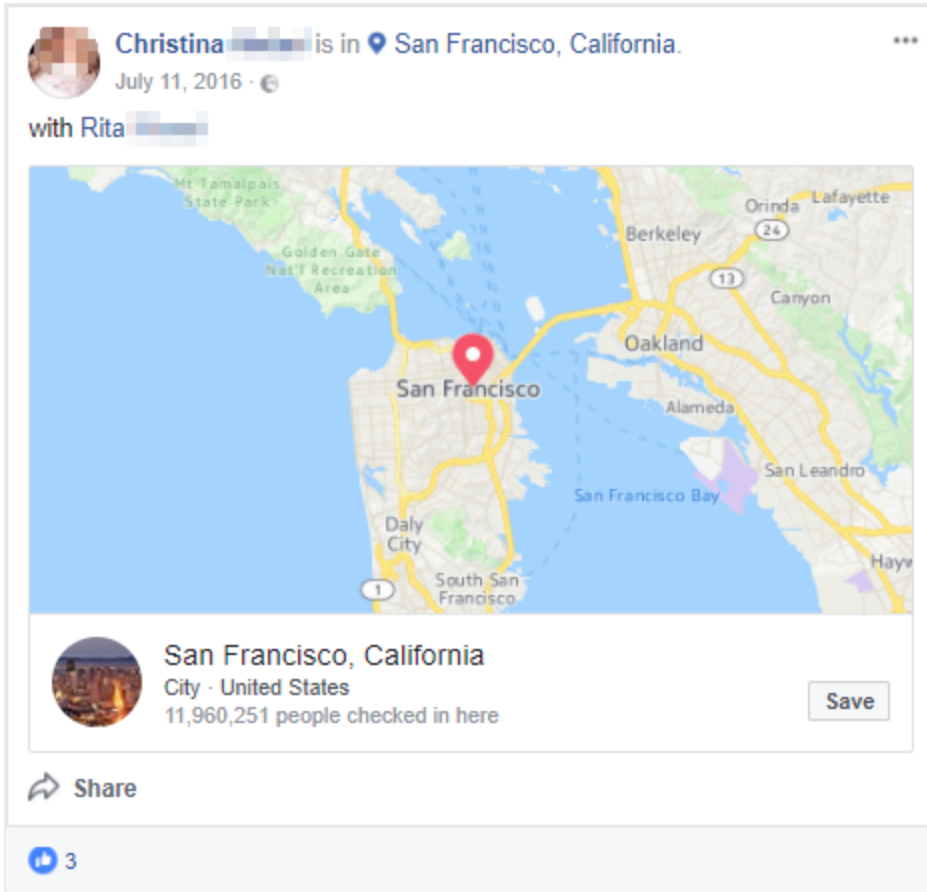 Christina is in San Francisco, California.
July 11, 2016 ·
with Rita
Mt Tamalpais
State Park
Orinda
Lafayette
24
Berkeley
Golden Gate
Nat'l Recreation
Area
13
Canyon
Oakland
San Francisco
Alameda
San Leandro
San Francisco Bay
Daly
City
Hayw
1
South San
Francisco
San Francisco, California
City · United States
11,960,251 people checked in here
Save
Share
3